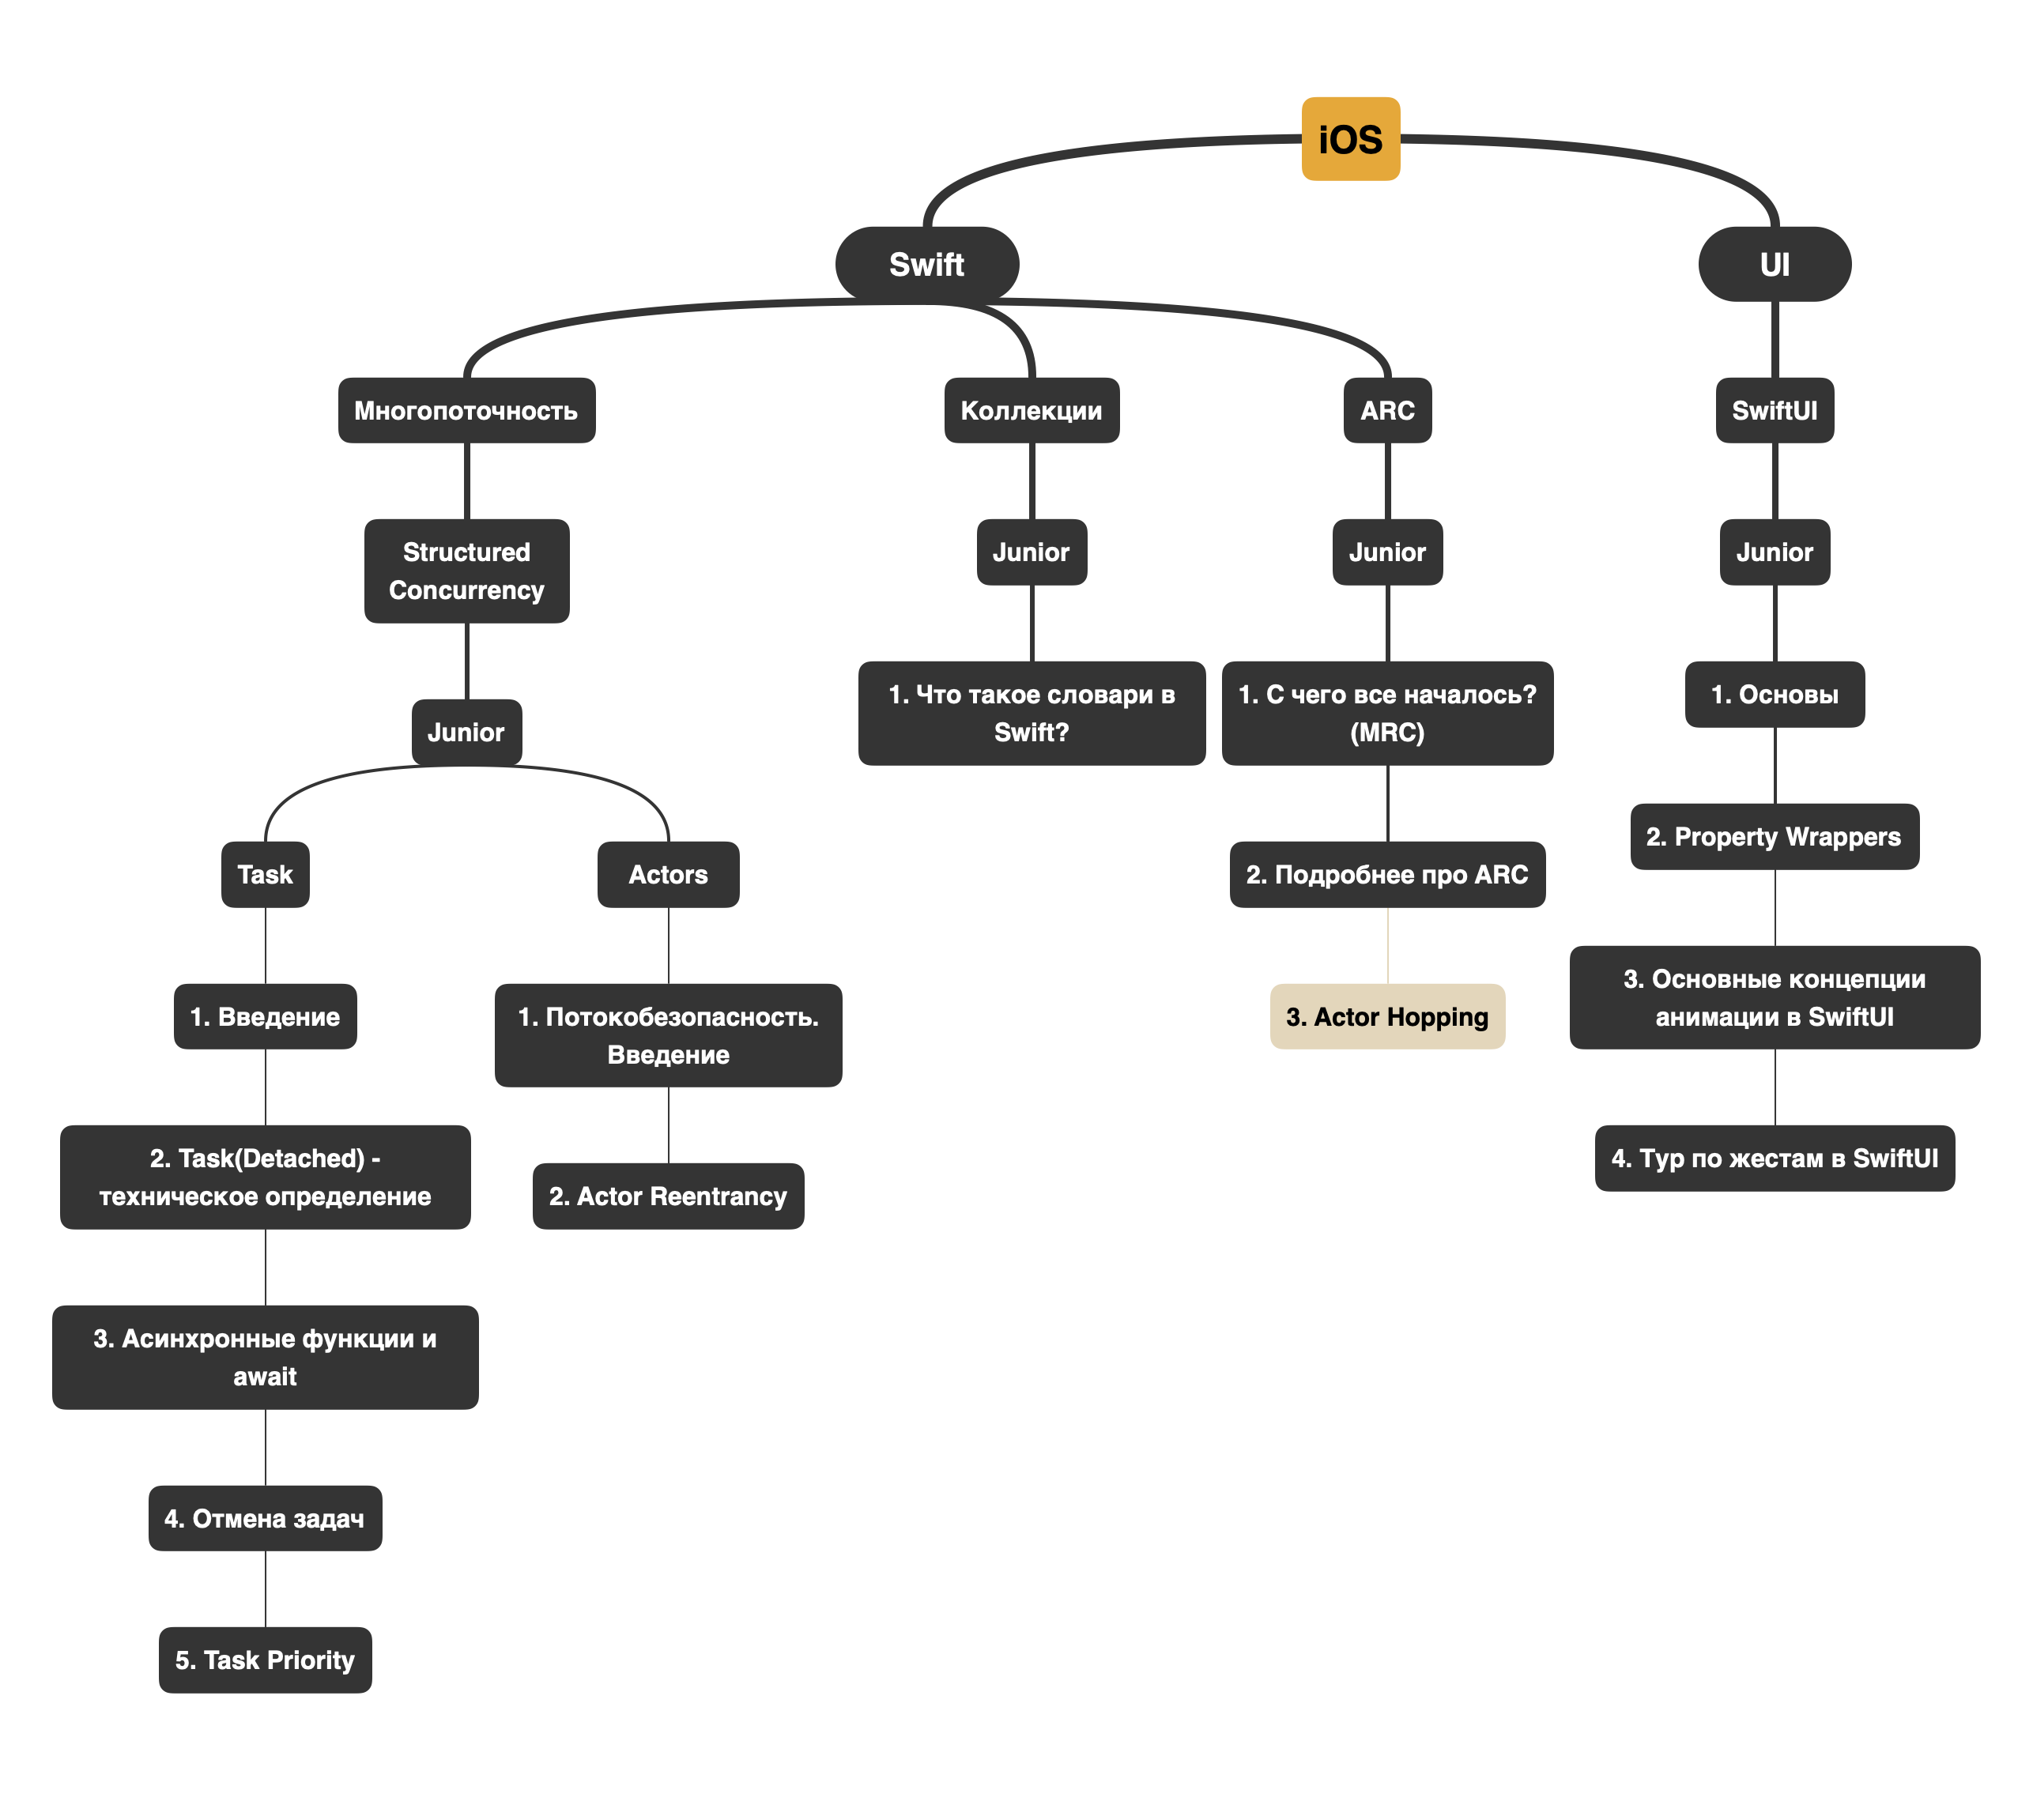 iOS
Swift
UI
Многопоточность
Коллекции
ARC
SwiftUI
Structured
Concurrency
Junior
Junior
Junior
Junior
1. Что такое словари в
Swift?
1. С чего все началось?
(MRC)
1. Основы
Task
Actors
2. Подробнее про ARC
2. Property Wrappers
1. Введение
1. Потокобезопасность.
Введение
3. Actor Hopping
3. Основные концепции
анимации в SwiftUI
2. Task(Detached) -
техническое определение
2. Actor Reentrancy
4. Тур по жестам в SwiftUI
3. Асинхронные функции и
await
4. Отмена задач
5. Task Priority